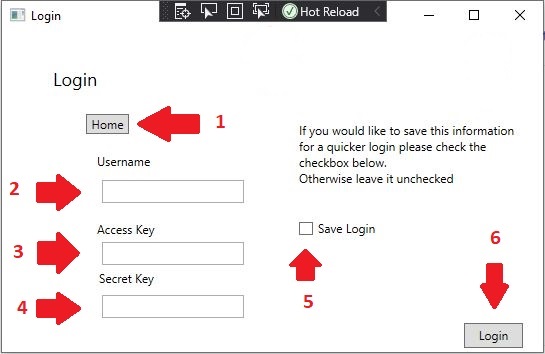 Login
Hot Reload
Login
Home
1
Username
2
Access Key
3
Secret Key
4
If you would like to save this information
for a quicker login please check the
checkbox below.
Otherwise leave it unchecked
Save Login
5
6
Login